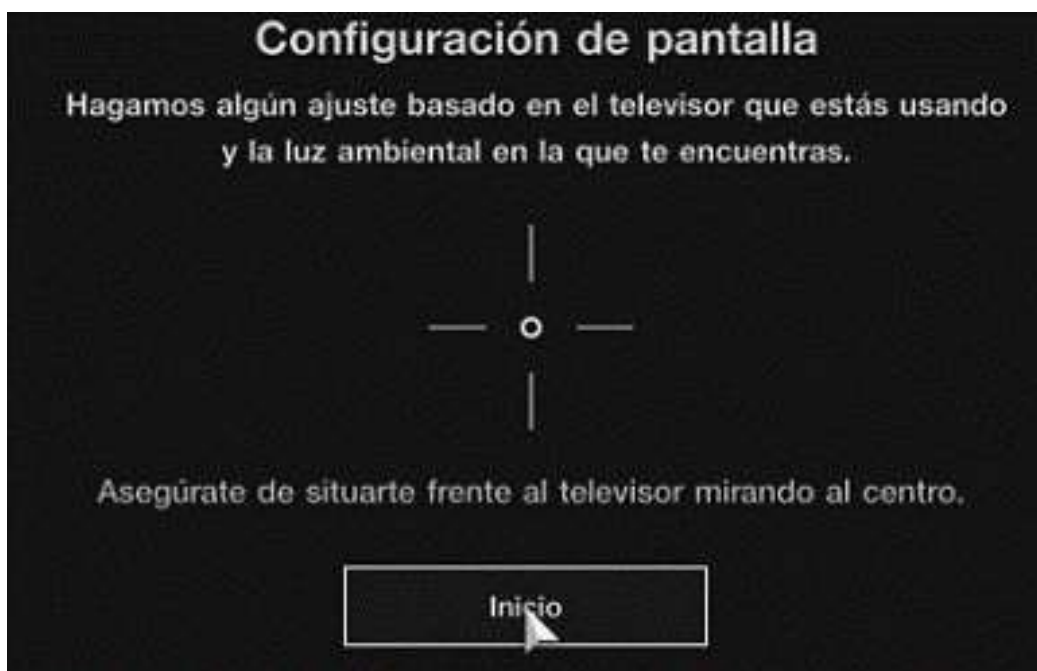 Configuración de pantalla
Hagamos algún ajuste basado en el televisor que estás usando
y la luz ambiental en la que te encuentras.
Asegúrate de situarte frente al televisor mirando al centro.
Inicio